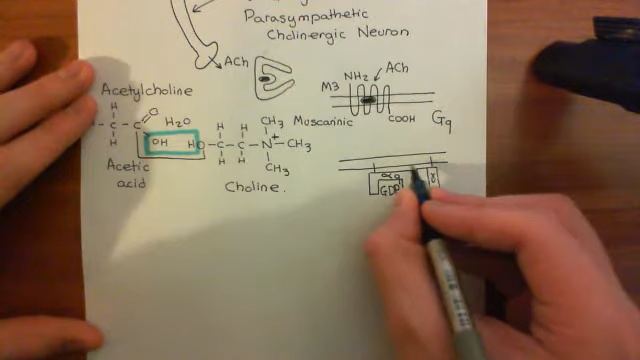 Parasympathetic
Cholinergic Neuron
ACh
ACh
NH₂
M3
Acetylcholine
H
O
H₂O
C C
OH HO
H
Acetic
acid
H H
C C N⁺ CH₃
H H
CH₃
CH₃
Choline.
Muscarinic
COOH
Gq
αq
GDP
γ